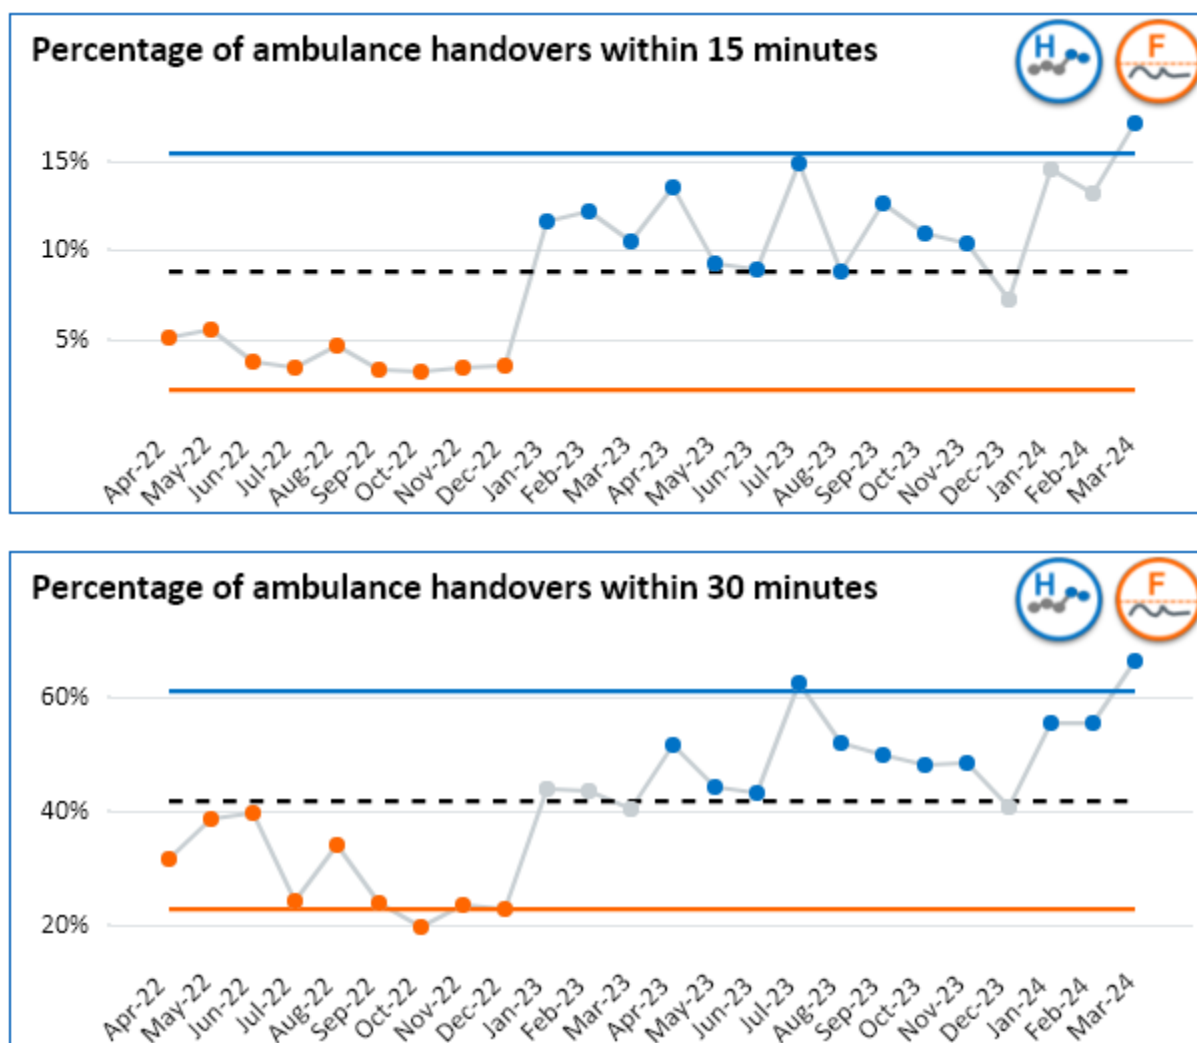 Percentage of ambulance handovers within 15 minutes
H F
15%
10%
5%
Apr-22 May-22 Jun-22 Jul-22 Aug-22 Sep-22 Oct-22 Nov-22 Dec-22 Jan-23 Feb-23 Mar-23 Apr-23 May-23 Jun-23 Jul-23 Aug-23 Sep-23 Oct-23 Nov-23 Dec-23 Jan-24 Feb-24 Mar-24
Percentage of ambulance handovers within 30 minutes
H F
60%
40%
20%
Apr-22 May-22 Jun-22 Jul-22 Aug-22 Sep-22 Oct-22 Nov-22 Dec-22 Jan-23 Feb-23 Mar-23 Apr-23 May-23 Jun-23 Jul-23 Aug-23 Sep-23 Oct-23 Nov-23 Dec-23 Jan-24 Feb-24 Mar-24